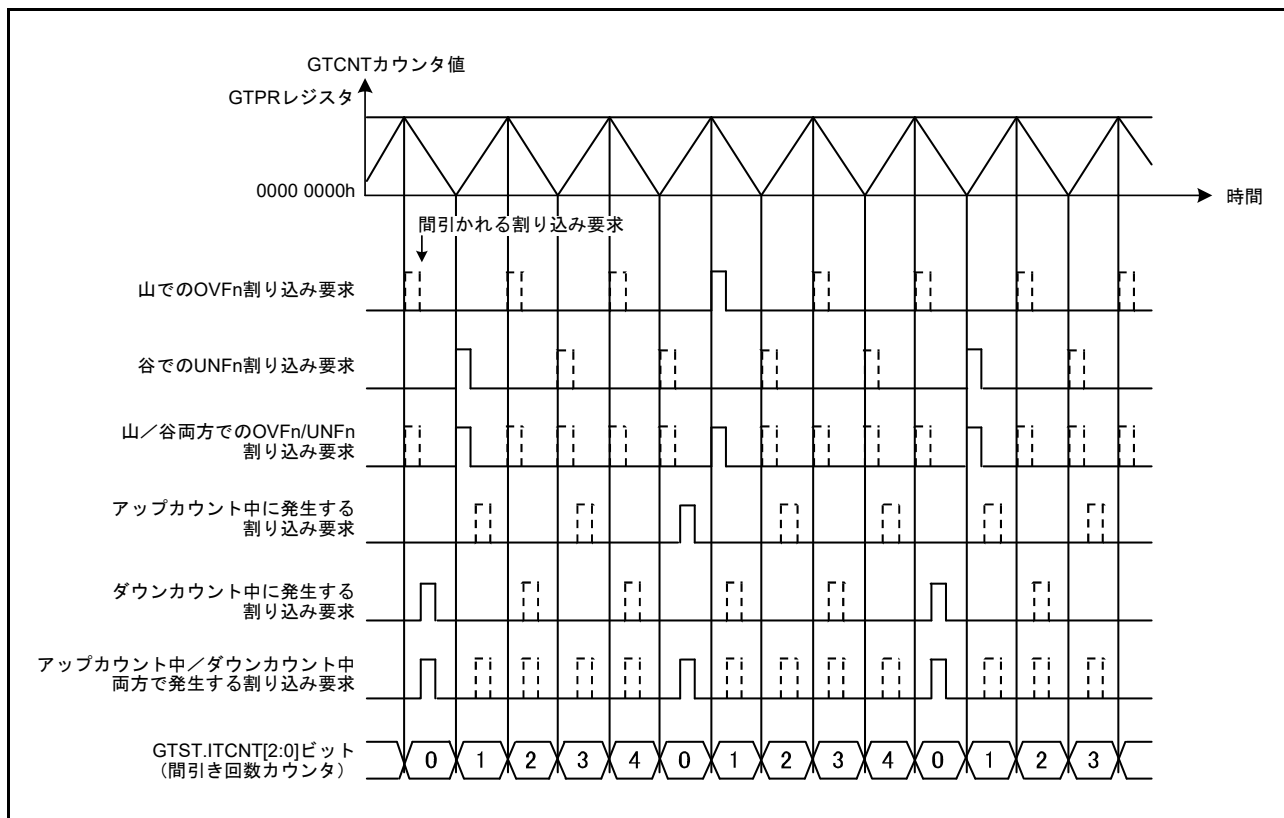 GTCNTカウンタ値
GTPRレジスタ
0000 0000h
時間
間引かれる割り込み要求
山でのOVFn割り込み要求
谷でのUNFn割り込み要求
山／谷両方でのOVFn/UNFn
割り込み要求
アップカウント中に発生する
割り込み要求
ダウンカウント中に発生する
割り込み要求
アップカウント中／ダウンカウント中
両方で発生する割り込み要求
GTST.ITCNT[2:0]ビット
（間引き回数カウンタ）
0 1 2 3 4 0 1 2 3 4 0 1 2 3